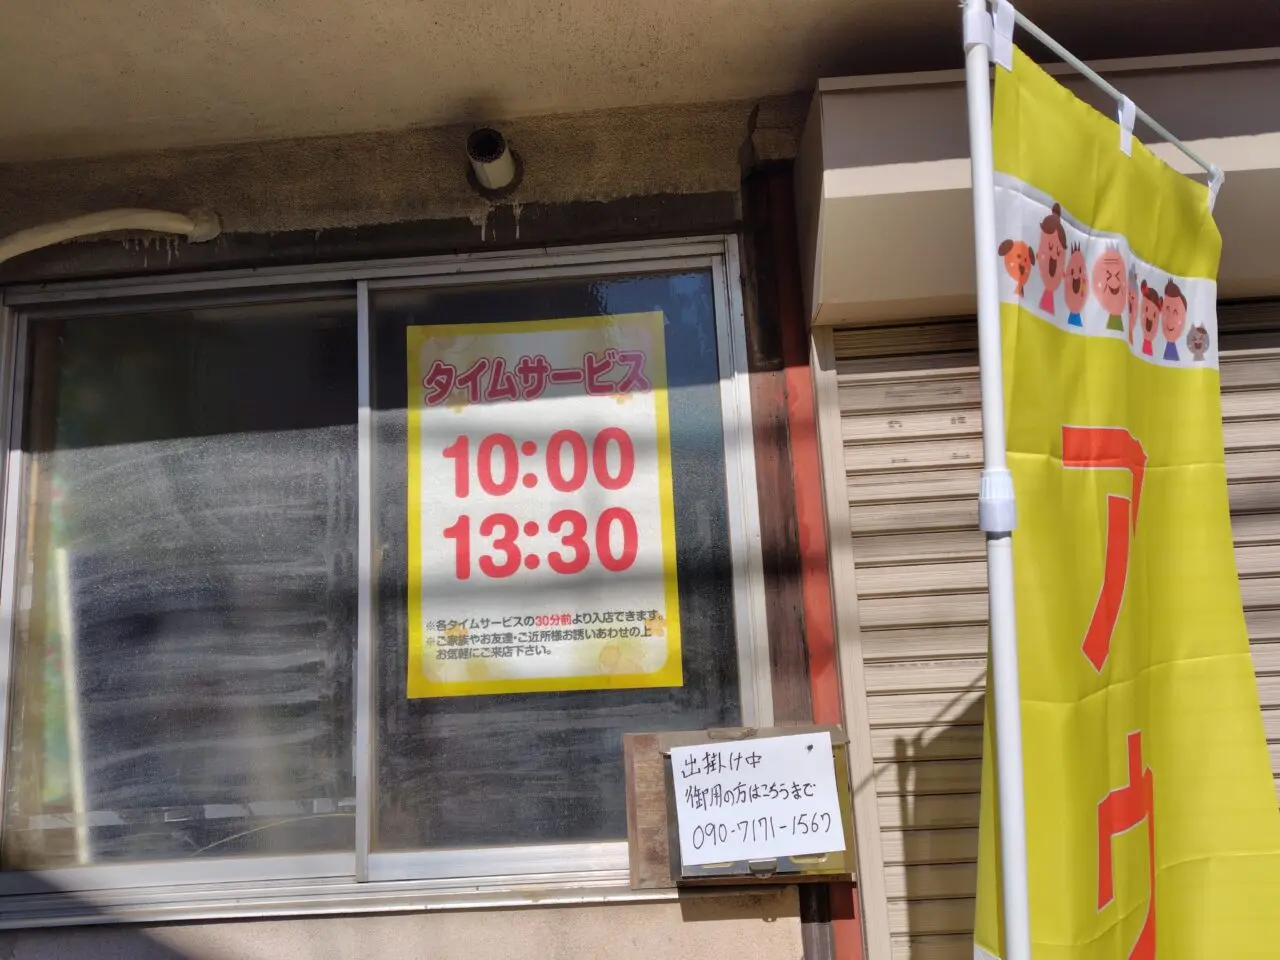 タイムサービス
10:00
13:30
※各タイムサービスの30分前より入店できます。
※ご家族やお友達・ご近所様お誘いあわせの上
お気軽にご来店下さい。
出掛け中
御用の方はこちらまで
090-7171-1567
アウ